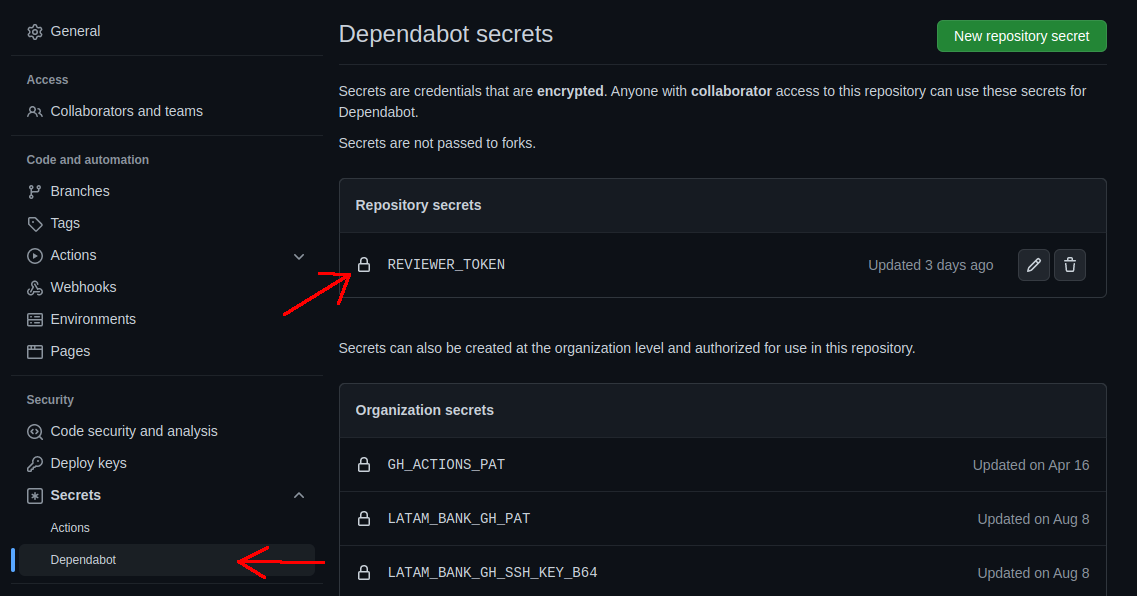 General
Access
Collaborators and teams
Code and automation
Branches
Tags
Actions
Webhooks
Environments
Pages
Security
Code security and analysis
Deploy keys
Secrets
Actions
Dependabot
Dependabot secrets
New repository secret
Secrets are credentials that are encrypted. Anyone with collaborator access to this repository can use these secrets for
Dependabot.
Secrets are not passed to forks.
Repository secrets
REVIEWER_TOKEN Updated 3 days ago
Secrets can also be created at the organization level and authorized for use in this repository.
Organization secrets
GH_ACTIONS_PAT Updated on Apr 16
LATAM_BANK_GH_PAT Updated on Aug 8
LATAM_BANK_GH_SSH_KEY_B64 Updated on Aug 8